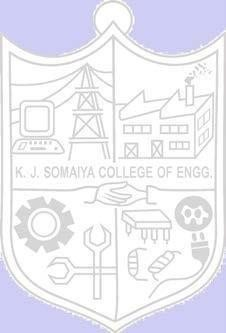 K. J. SOMAIYA COLLEGE OF ENGG.